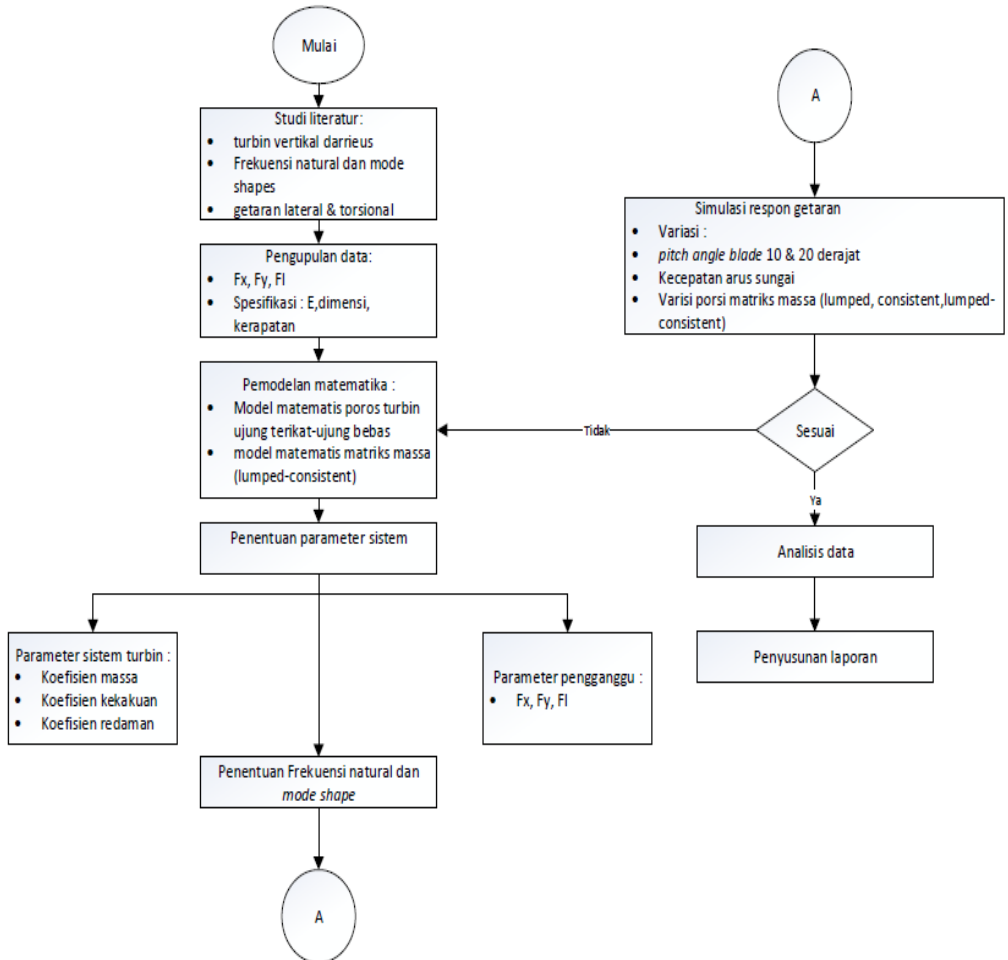 Mulai
Studi literatur:
• turbin vertikal darrieus
• Frekuensi natural dan mode
shapes
• getaran lateral & torsional
Pengupulan data:
• Fx, Fy, Fl
• Spesifikasi : E,dimensi,
kerapatan
Pemodelan matematika :
• Model matematis poros turbin
ujung terikat-ujung bebas
• model matematis matriks massa
(lumped-consistent)
Penentuan parameter sistem
Parameter sistem turbin :
• Koefisien massa
• Koefisien kekakuan
• Koefisien redaman
Parameter pengganggu :
• Fx, Fy, Fl
Penentuan Frekuensi natural dan
mode shape
A
A
Simulasi respon getaran
• Variasi :
• pitch angle blade 10 & 20 derajat
• Kecepatan arus sungai
• Varisi porsi matriks massa (lumped, consistent,lumped-
consistent)
Sesuai
Tidak
Ya
Analisis data
Penyusunan laporan